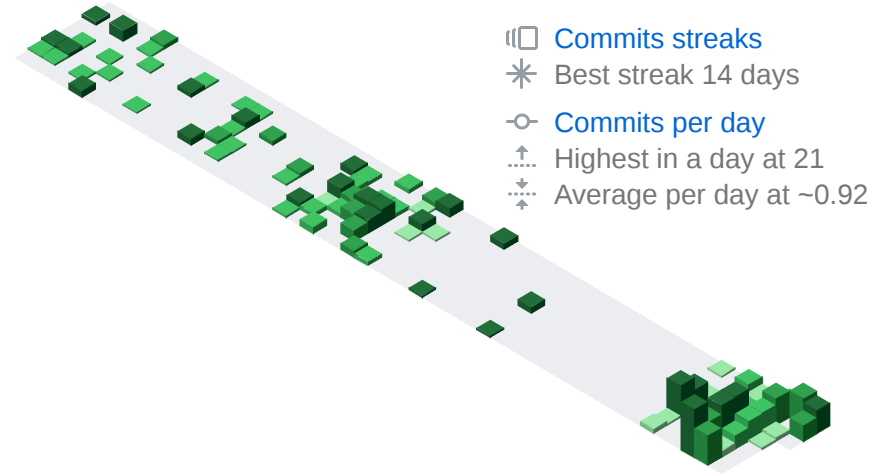 Commits streaks
Best streak 14 days
Commits per day
Highest in a day at 21
Average per day at ~0.92